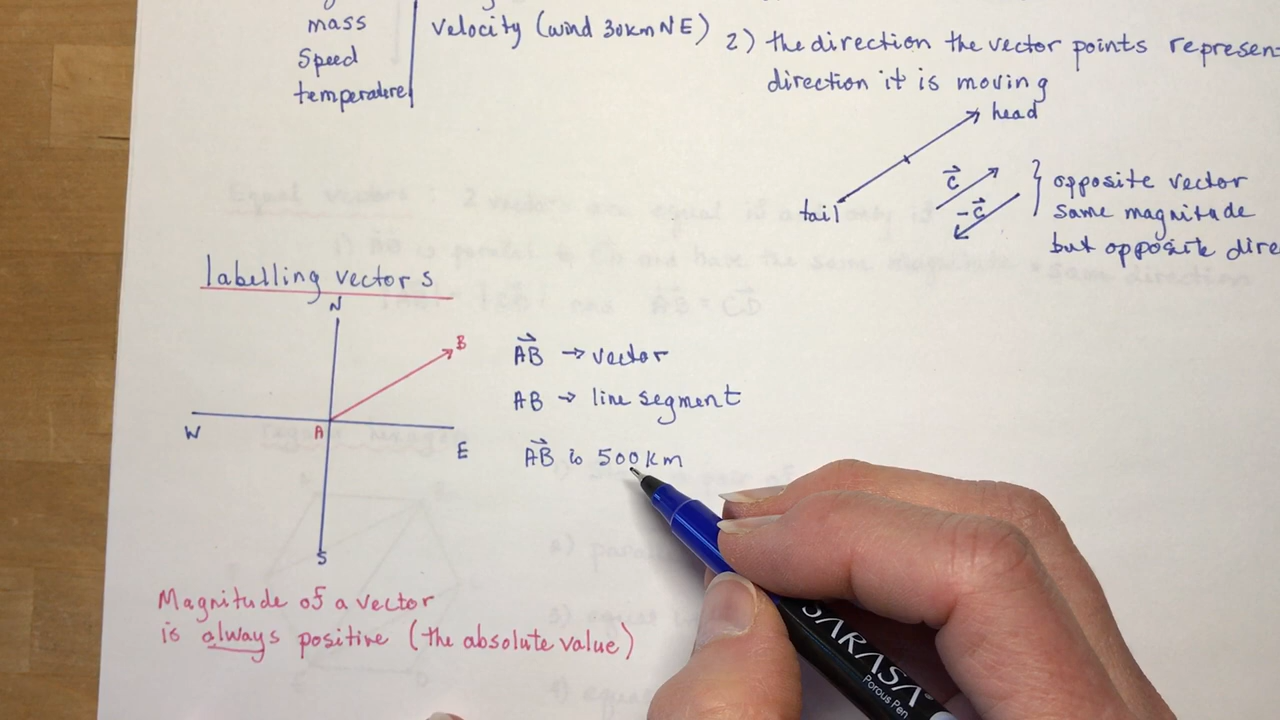 mass
Speed
temperature
velocity (wind 30km NE)
2) the direction the vector points represen
direction it is moving
head
tail
c
-c
opposite vector
same magnitude
but opposite dire
labelling vectors
N
B
W
A
E
S
AB → vector
AB → line segment
AB is 500km
Magnitude of a vector
is always positive (the absolute value)
SARASA
Porous Pen